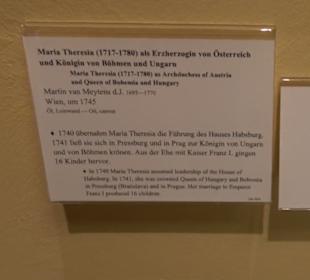 Maria Theresia (1717-1780) als Erzherzogin von Österreich
und Königin von Böhmen und Ungarn
Maria Theresia (1717-1780) as Archduchess of Austria
and Queen of Bohemia and Hungary
Martin van Meytens d.J. 1695—1770
Wien, um 1745
Öl, Leinwand — Oil, canvas
♦ 1740 übernahm Maria Theresia die Führung des Hauses Habsburg.
1741 ließ sie sich in Pressburg und in Prag zur Königin von Ungarn
und von Böhmen krönen. Aus der Ehe mit Kaiser Franz I. gingen
16 Kinder hervor.
♦ In 1740 Maria Theresia assumed leadership of the House of
Habsburg. In 1741, she was crowned Queen of Hungary and Bohemia
in Pressburg (Bratislava) and in Prague. Her marriage to Emperor
Franz I produced 16 children.